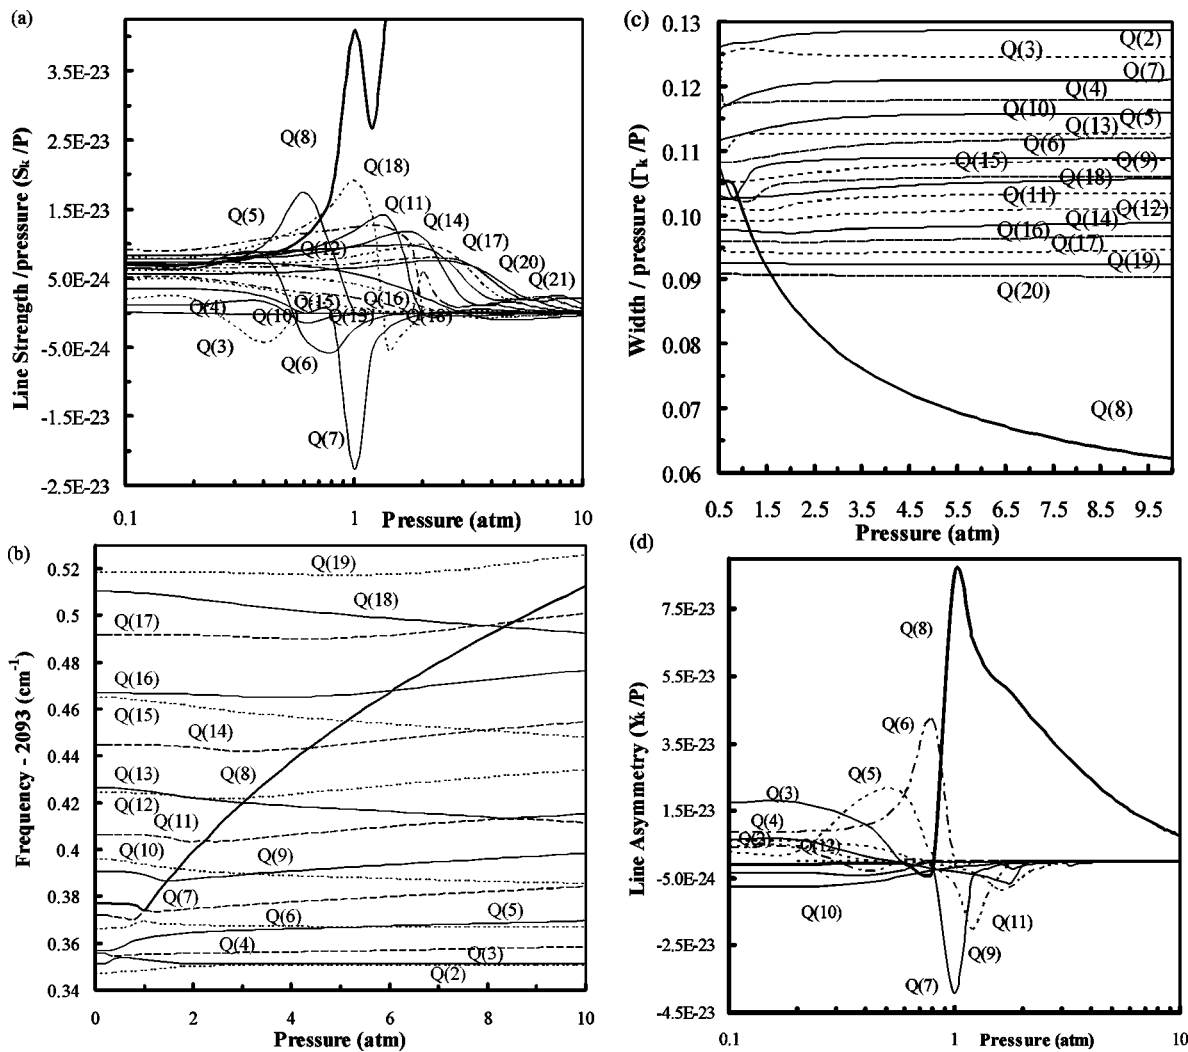 (a)
Line Strength /pressure (Sₖ /P)
3.5E-23
2.5E-23
1.5E-23
5.0E-24
-5.0E-24
-1.5E-23
-2.5E-23
Q(8)
Q(18)
Q(5)
Q(11)
Q(14)
Q(12)
Q(17)
Q(20)
Q(21)
Q(4)
Q(15)
Q(16)
Q(10)
Q(13)
Q(18)
Q(3)
Q(6)
Q(7)
0.1
1
Pressure (atm)
10
(c)
Width / pressure (Γₖ /P)
0.13
0.12
0.11
0.10
0.09
0.08
0.07
0.06
Q(2)
Q(3)
Q(7)
Q(4)
Q(10)
Q(5)
Q(13)
Q(6)
Q(15)
Q(9)
Q(18)
Q(11)
Q(12)
Q(14)
Q(16)
Q(17)
Q(19)
Q(20)
Q(8)
0.5 1.5 2.5 3.5 4.5 5.5 6.5 7.5 8.5 9.5
Pressure (atm)
(b)
Frequency - 2093 (cm⁻¹)
0.52
0.5
0.48
0.46
0.44
0.42
0.4
0.38
0.36
0.34
Q(19)
Q(18)
Q(17)
Q(16)
Q(15)
Q(14)
Q(13)
Q(8)
Q(12)
Q(11)
Q(10)
Q(9)
Q(7)
Q(6)
Q(5)
Q(4)
Q(3)
Q(2)
0 2 4 6 8 10
Pressure (atm)
(d)
Line Asymmetry (Yₖ /P)
7.5E-23
5.5E-23
3.5E-23
1.5E-23
-5.0E-24
-2.5E-23
-4.5E-23
Q(8)
Q(6)
Q(5)
Q(3)
Q(4)
Q(12)
Q(10)
Q(11)
Q(9)
Q(7)
0.1
1
Pressure (atm)
10